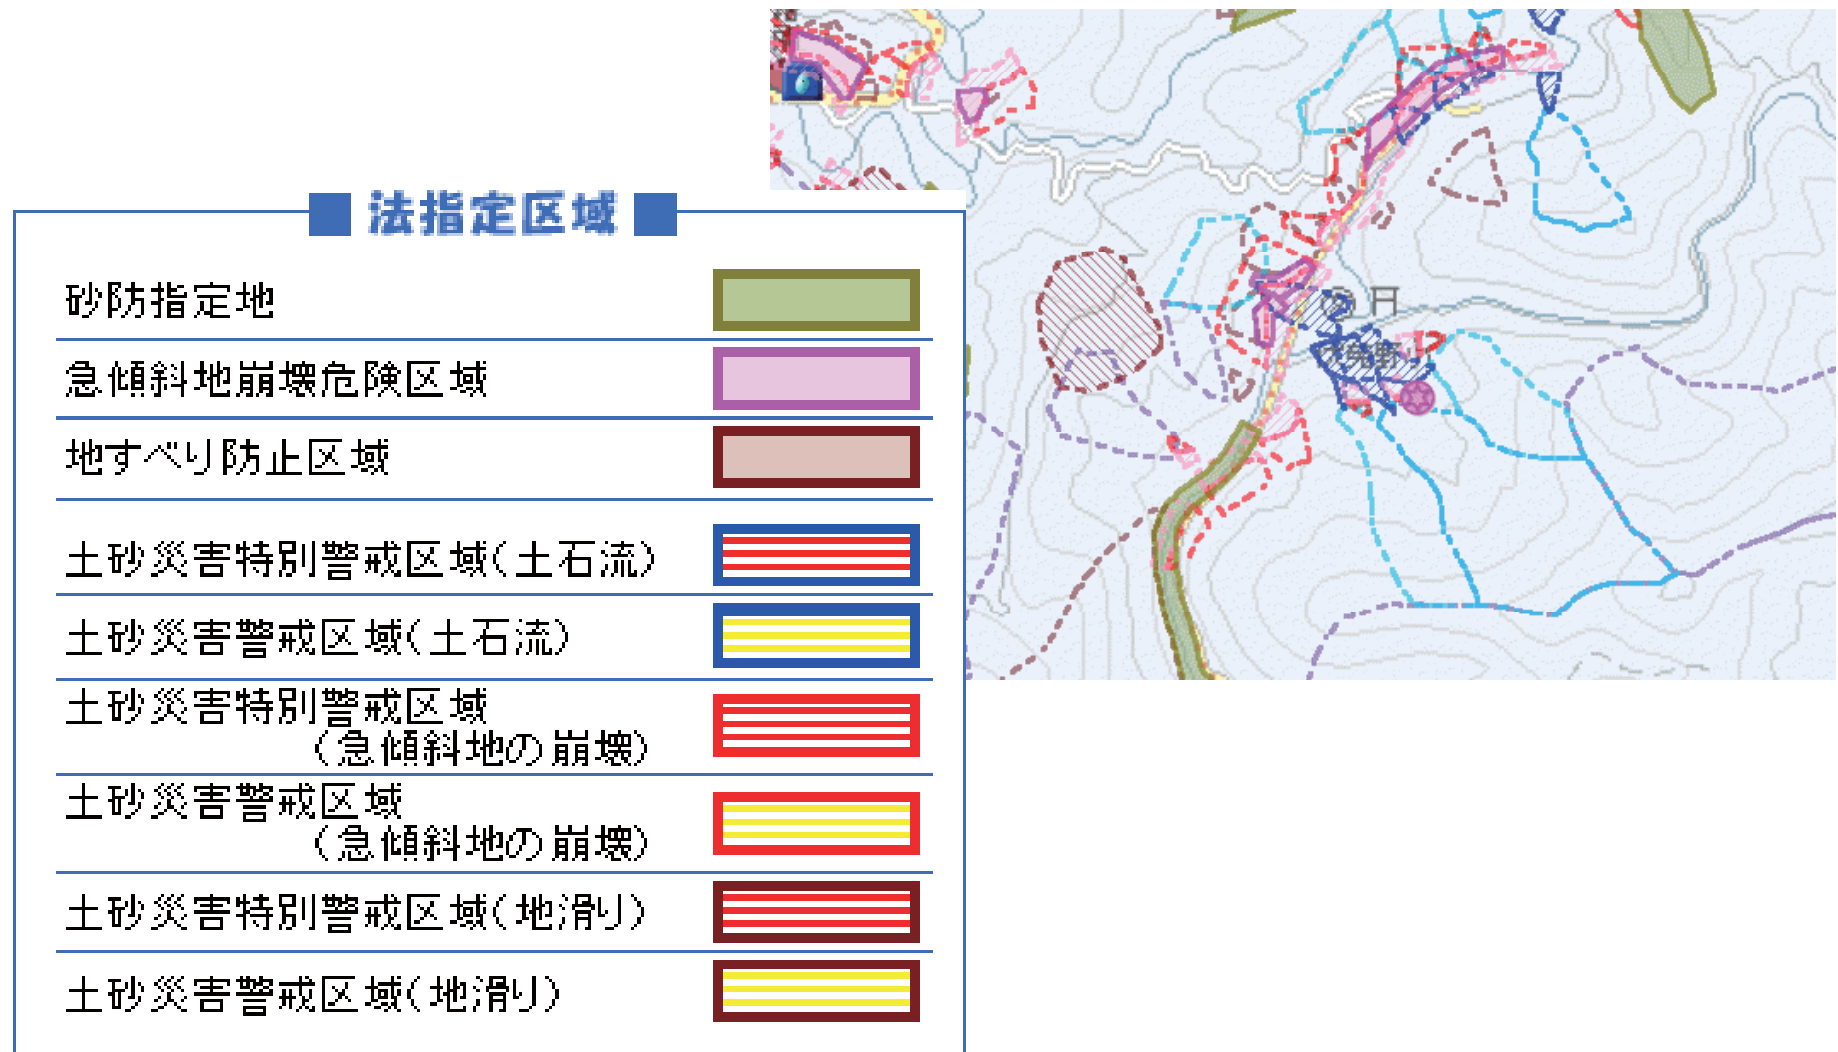 法指定区域
砂防指定地
急傾斜地崩壊危険区域
地すべり防止区域
土砂災害特別警戒区域(土石流)
土砂災害警戒区域(土石流)
土砂災害特別警戒区域
(急傾斜地の崩壊)
土砂災害警戒区域
(急傾斜地の崩壊)
土砂災害特別警戒区域(地滑り)
土砂災害警戒区域(地滑り)